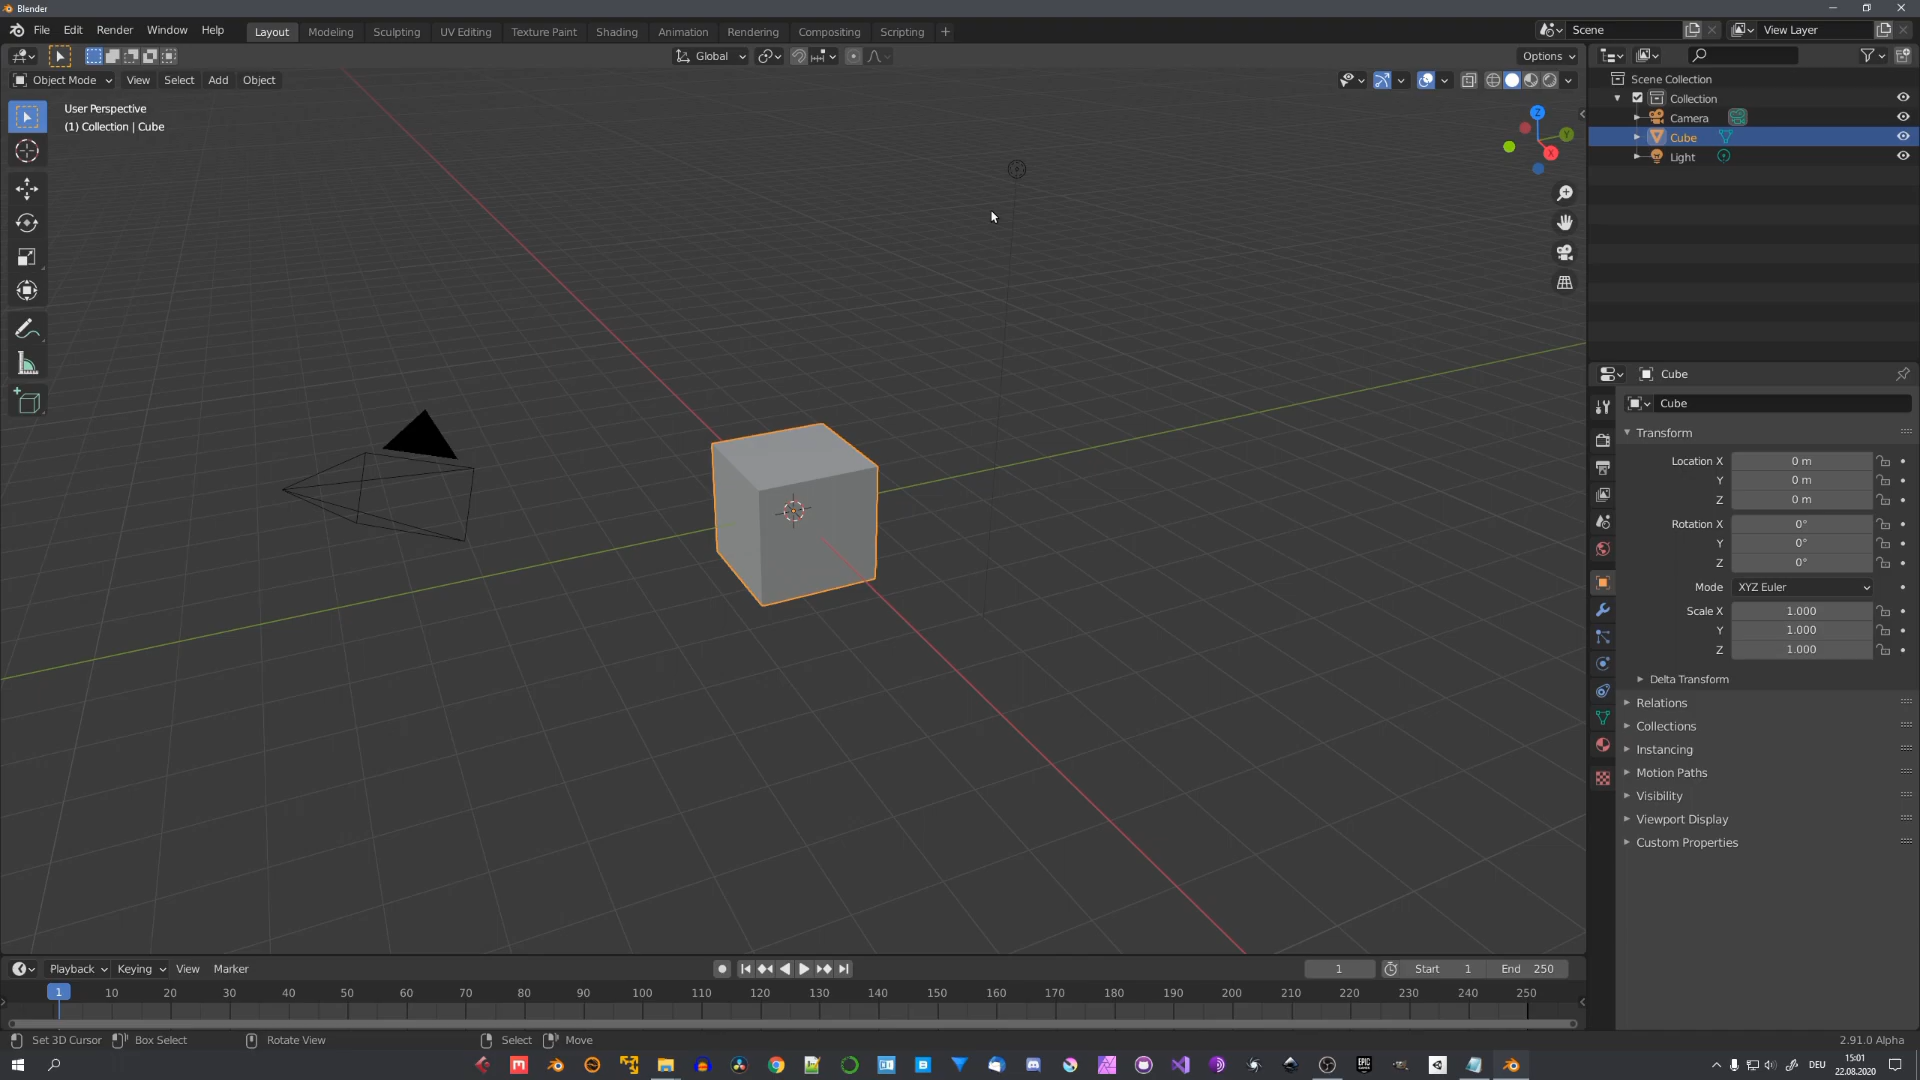 Blender
File Edit Render Window Help Layout Modeling Sculpting UV Editing Texture Paint Shading Animation Rendering Compositing Scripting + Scene View Layer
Global Options
Object Mode View Select Add Object
User Perspective
(1) Collection | Cube
Z
Y
X
Scene Collection
Collection
Camera
Cube
Light
Cube
Cube
Transform
Location X 0 m
Y 0 m
Z 0 m
Rotation X 0°
Y 0°
Z 0°
Mode XYZ Euler
Scale X 1.000
Y 1.000
Z 1.000
Delta Transform
Relations
Collections
Instancing
Motion Paths
Visibility
Viewport Display
Custom Properties
Playback Keying View Marker 1 Start 1 End 250
1 10 20 30 40 50 60 70 80 90 100 110 120 130 140 150 160 170 180 190 200 210 220 230 240 250
Set 3D Cursor Box Select Rotate View Select Move 2.91.0 Alpha
DEU 15:01
22.08.2020